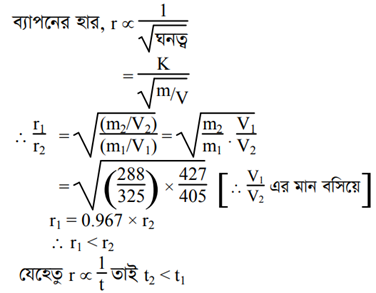 ব্যাপনের হার, r ∝ 1/√ঘনত্ব
= K/√(m/V)
∴ r₁/r₂ = √((m₂/V₂)/(m₁/V₁)) = √(m₂/m₁ · V₁/V₂)
= √((288/325) × 427/405) [∴ V₁/V₂ এর মান বসিয়ে]
r₁ = 0.967 × r₂
∴ r₁ < r₂
যেহেতু r ∝ 1/t তাই t₂ < t₁